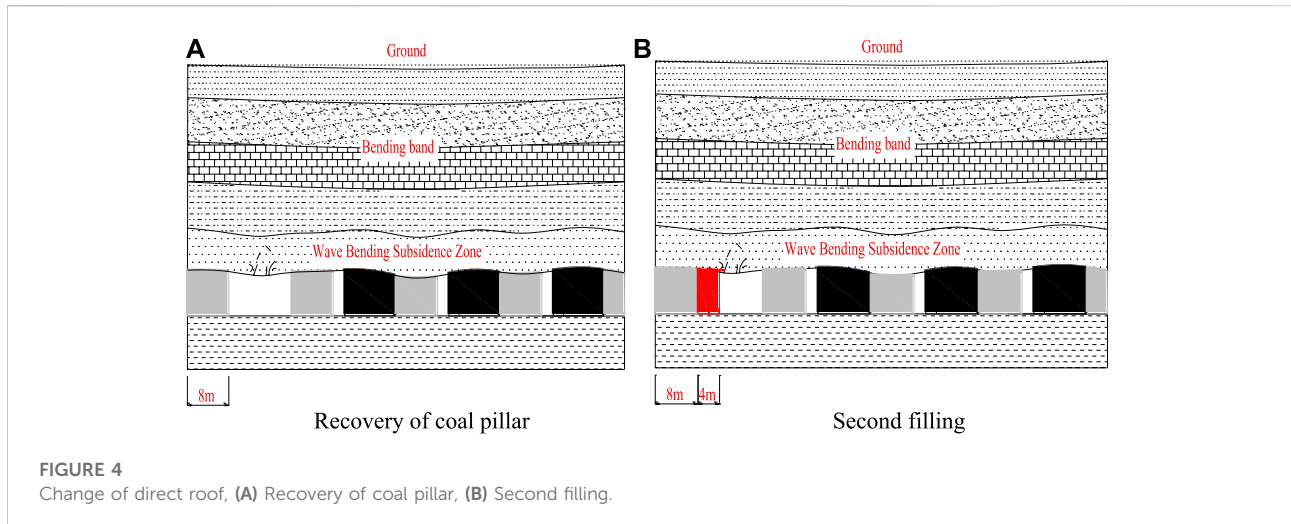 A
Ground
Bending band
Wave Bending Subsidence Zone
8m
Recovery of coal pillar
B
Ground
Bending band
Wave Bending Subsidence Zone
8m
4m
Second filling
FIGURE 4
Change of direct roof, (A) Recovery of coal pillar, (B) Second filling.